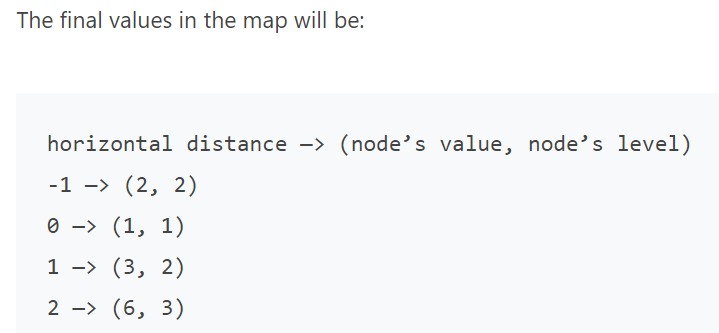 The final values in the map will be:
horizontal distance —> (node’s value, node’s level)
-1 —> (2, 2)
0 —> (1, 1)
1 —> (3, 2)
2 —> (6, 3)